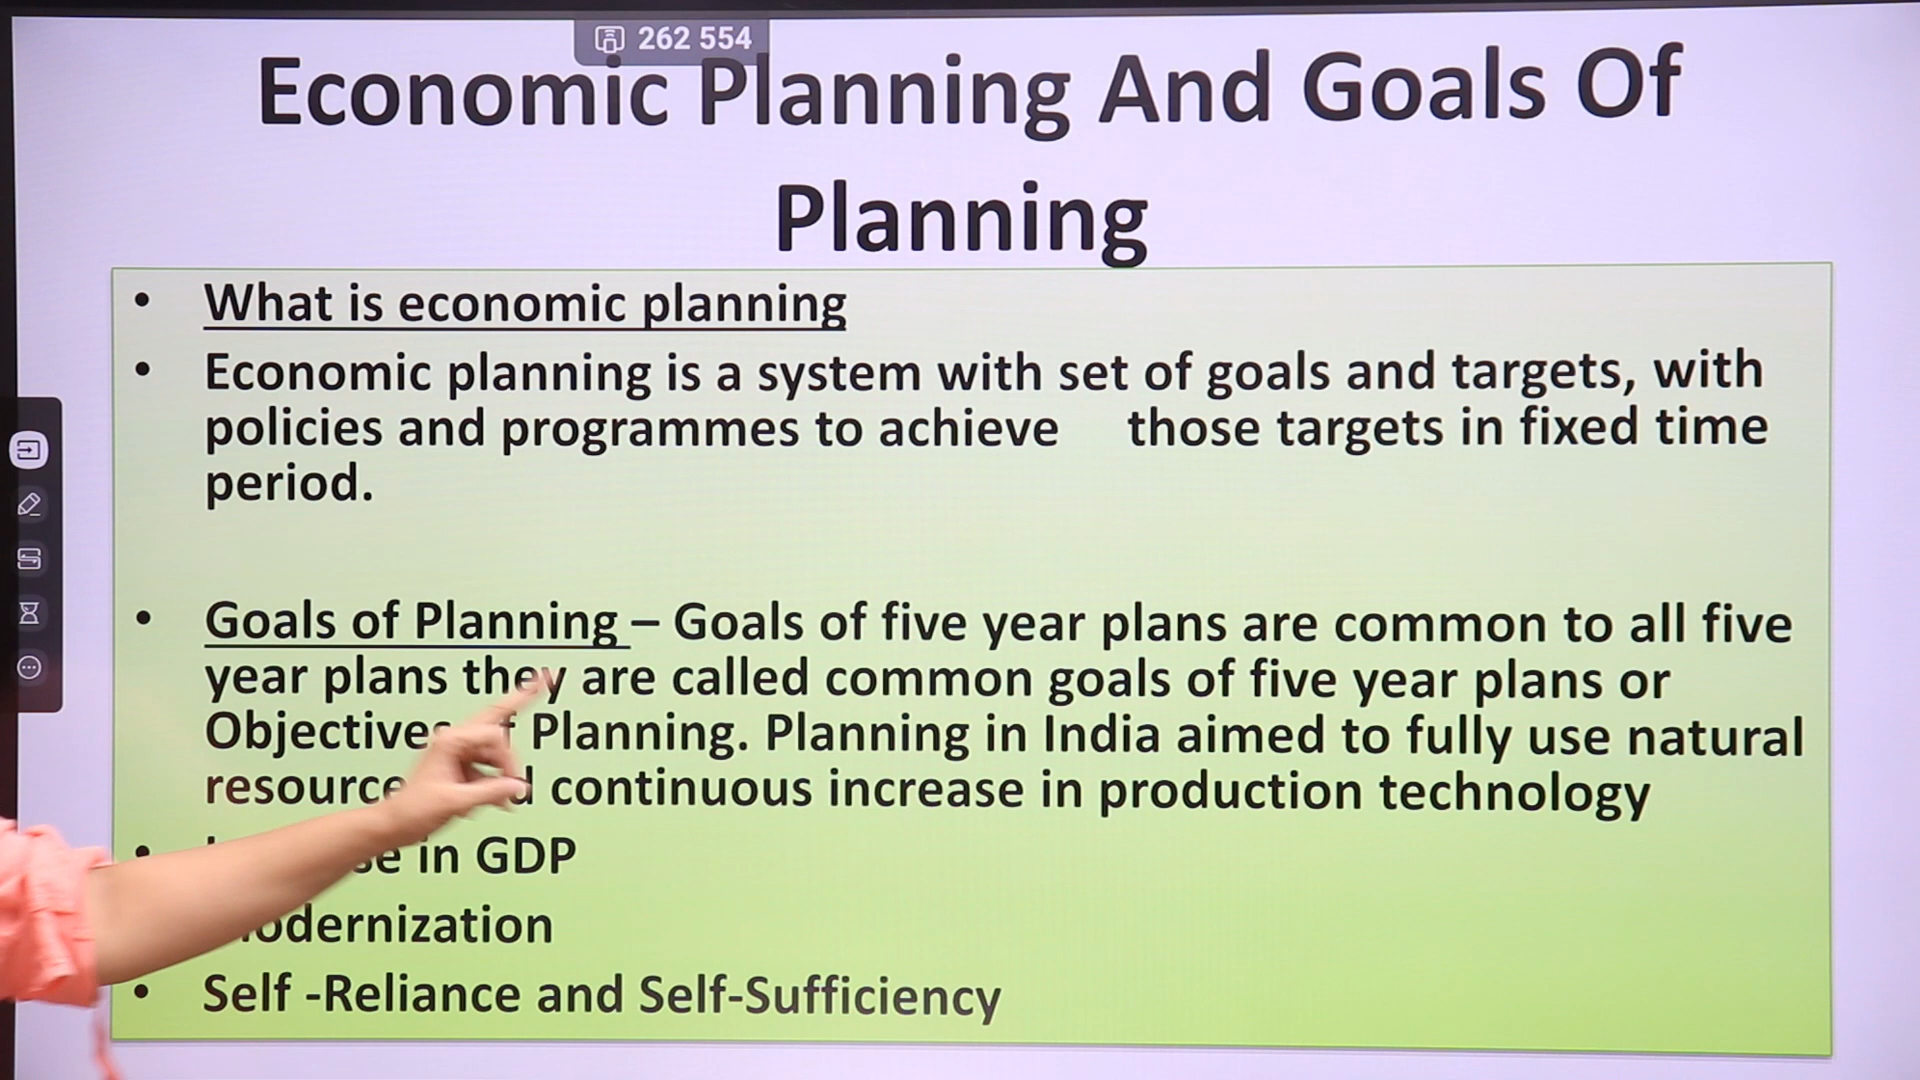 262 554
Economic Planning And Goals Of
Planning
• What is economic planning
• Economic planning is a system with set of goals and targets, with
policies and programmes to achieve those targets in fixed time
period.
• Goals of Planning – Goals of five year plans are common to all five
year plans they are called common goals of five year plans or
Planning. Planning in India aimed to fully use natural
continuous increase in production technology
• in GDP
Modernization
• Self -Reliance and Self-Sufficiency